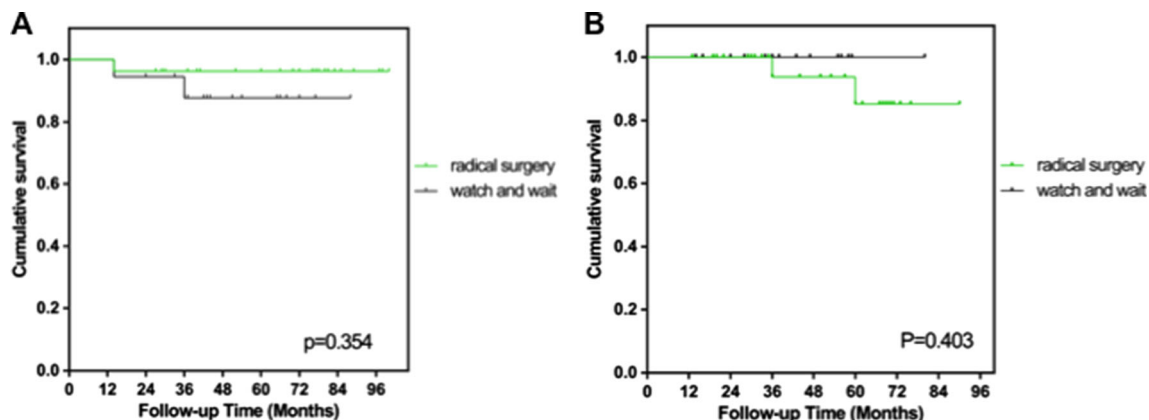 A
Cumulative survival
1.0
0.8
0.6
0.4
0.2
0.0
p=0.354
0 12 24 36 48 60 72 84 96
Follow-up Time (Months)
radical surgery
watch and wait
B
Cumulative survival
1.0
0.8
0.6
0.4
0.2
0.0
P=0.403
0 12 24 36 48 60 72 84 96
Follow-up Time (Months)
radical surgery
watch and wait